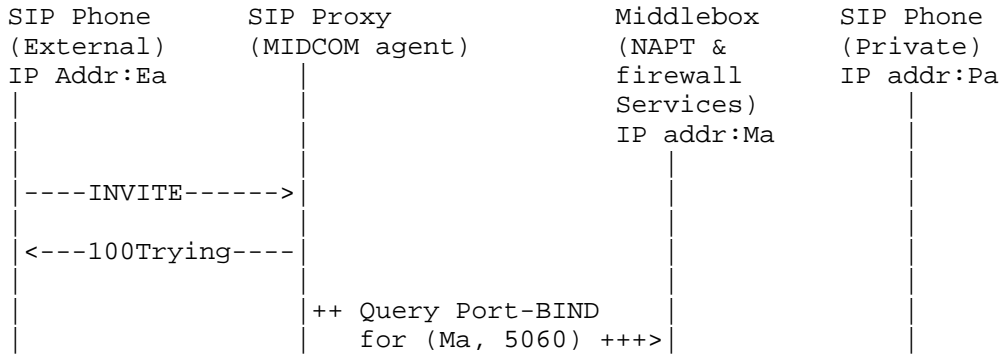 SIP Phone     SIP Proxy              Middlebox     SIP Phone
(External)    (MIDCOM agent)         (NAPT &       (Private)
IP Addr:Ea       |                   firewall      IP addr:Pa
|                |                   Services)         |
|                |                   IP addr:Ma        |
|                |                      |              |
|----INVITE------>|                      |              |
|                |                      |              |
|<---100Trying----|                      |              |
|                |                      |              |
|                |++ Query Port-BIND    |              |
|                |   for (Ma, 5060) +++>|              |